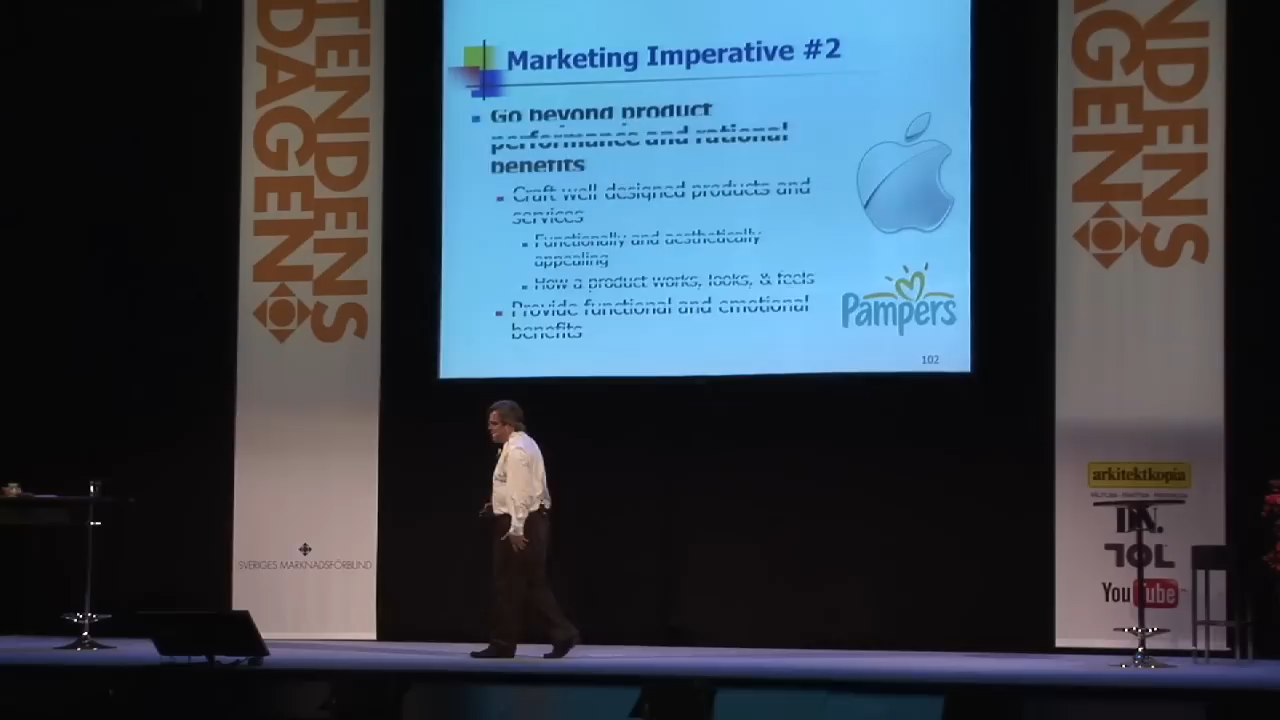 TENDENS
DAGEN
Marketing Imperative #2
Go beyond product
performance and rational
benefits
Craft well designed products and
services
Functionally and aesthetically
appealing
How a product works, looks, & feels
Provide functional and emotional
benefits
Pampers
102
SVERIGES MARKNADSFÖRBUND
NDENS
AGEN
arkitektkopia
YouTube